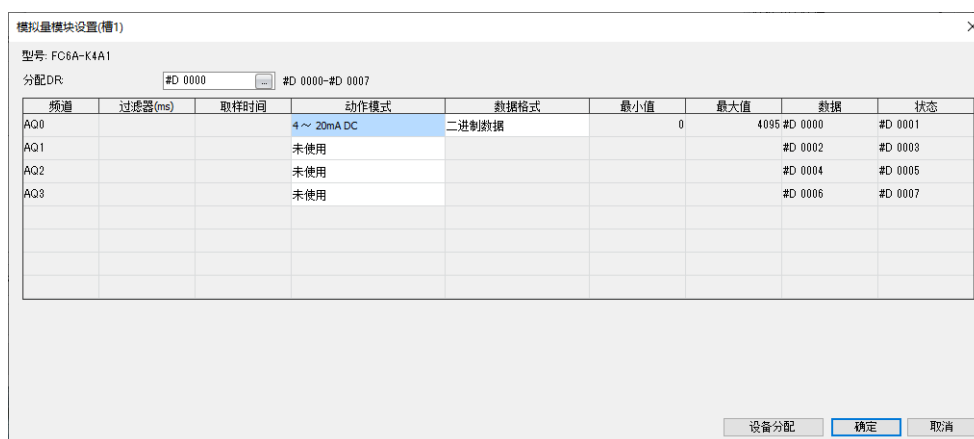 模拟量模块设置(槽1)
型号: FC6A-K4A1
分配DR: #D 0000 ... #D 0000-#D 0007
频道 过滤器(ms) 取样时间 动作模式 数据格式 最小值 最大值 数据 状态
AQ0 4～ 20mA DC 二进制数据 0 4095 #D 0000 #D 0001
AQ1 未使用 #D 0002 #D 0003
AQ2 未使用 #D 0004 #D 0005
AQ3 未使用 #D 0006 #D 0007
设备分配 确定 取消